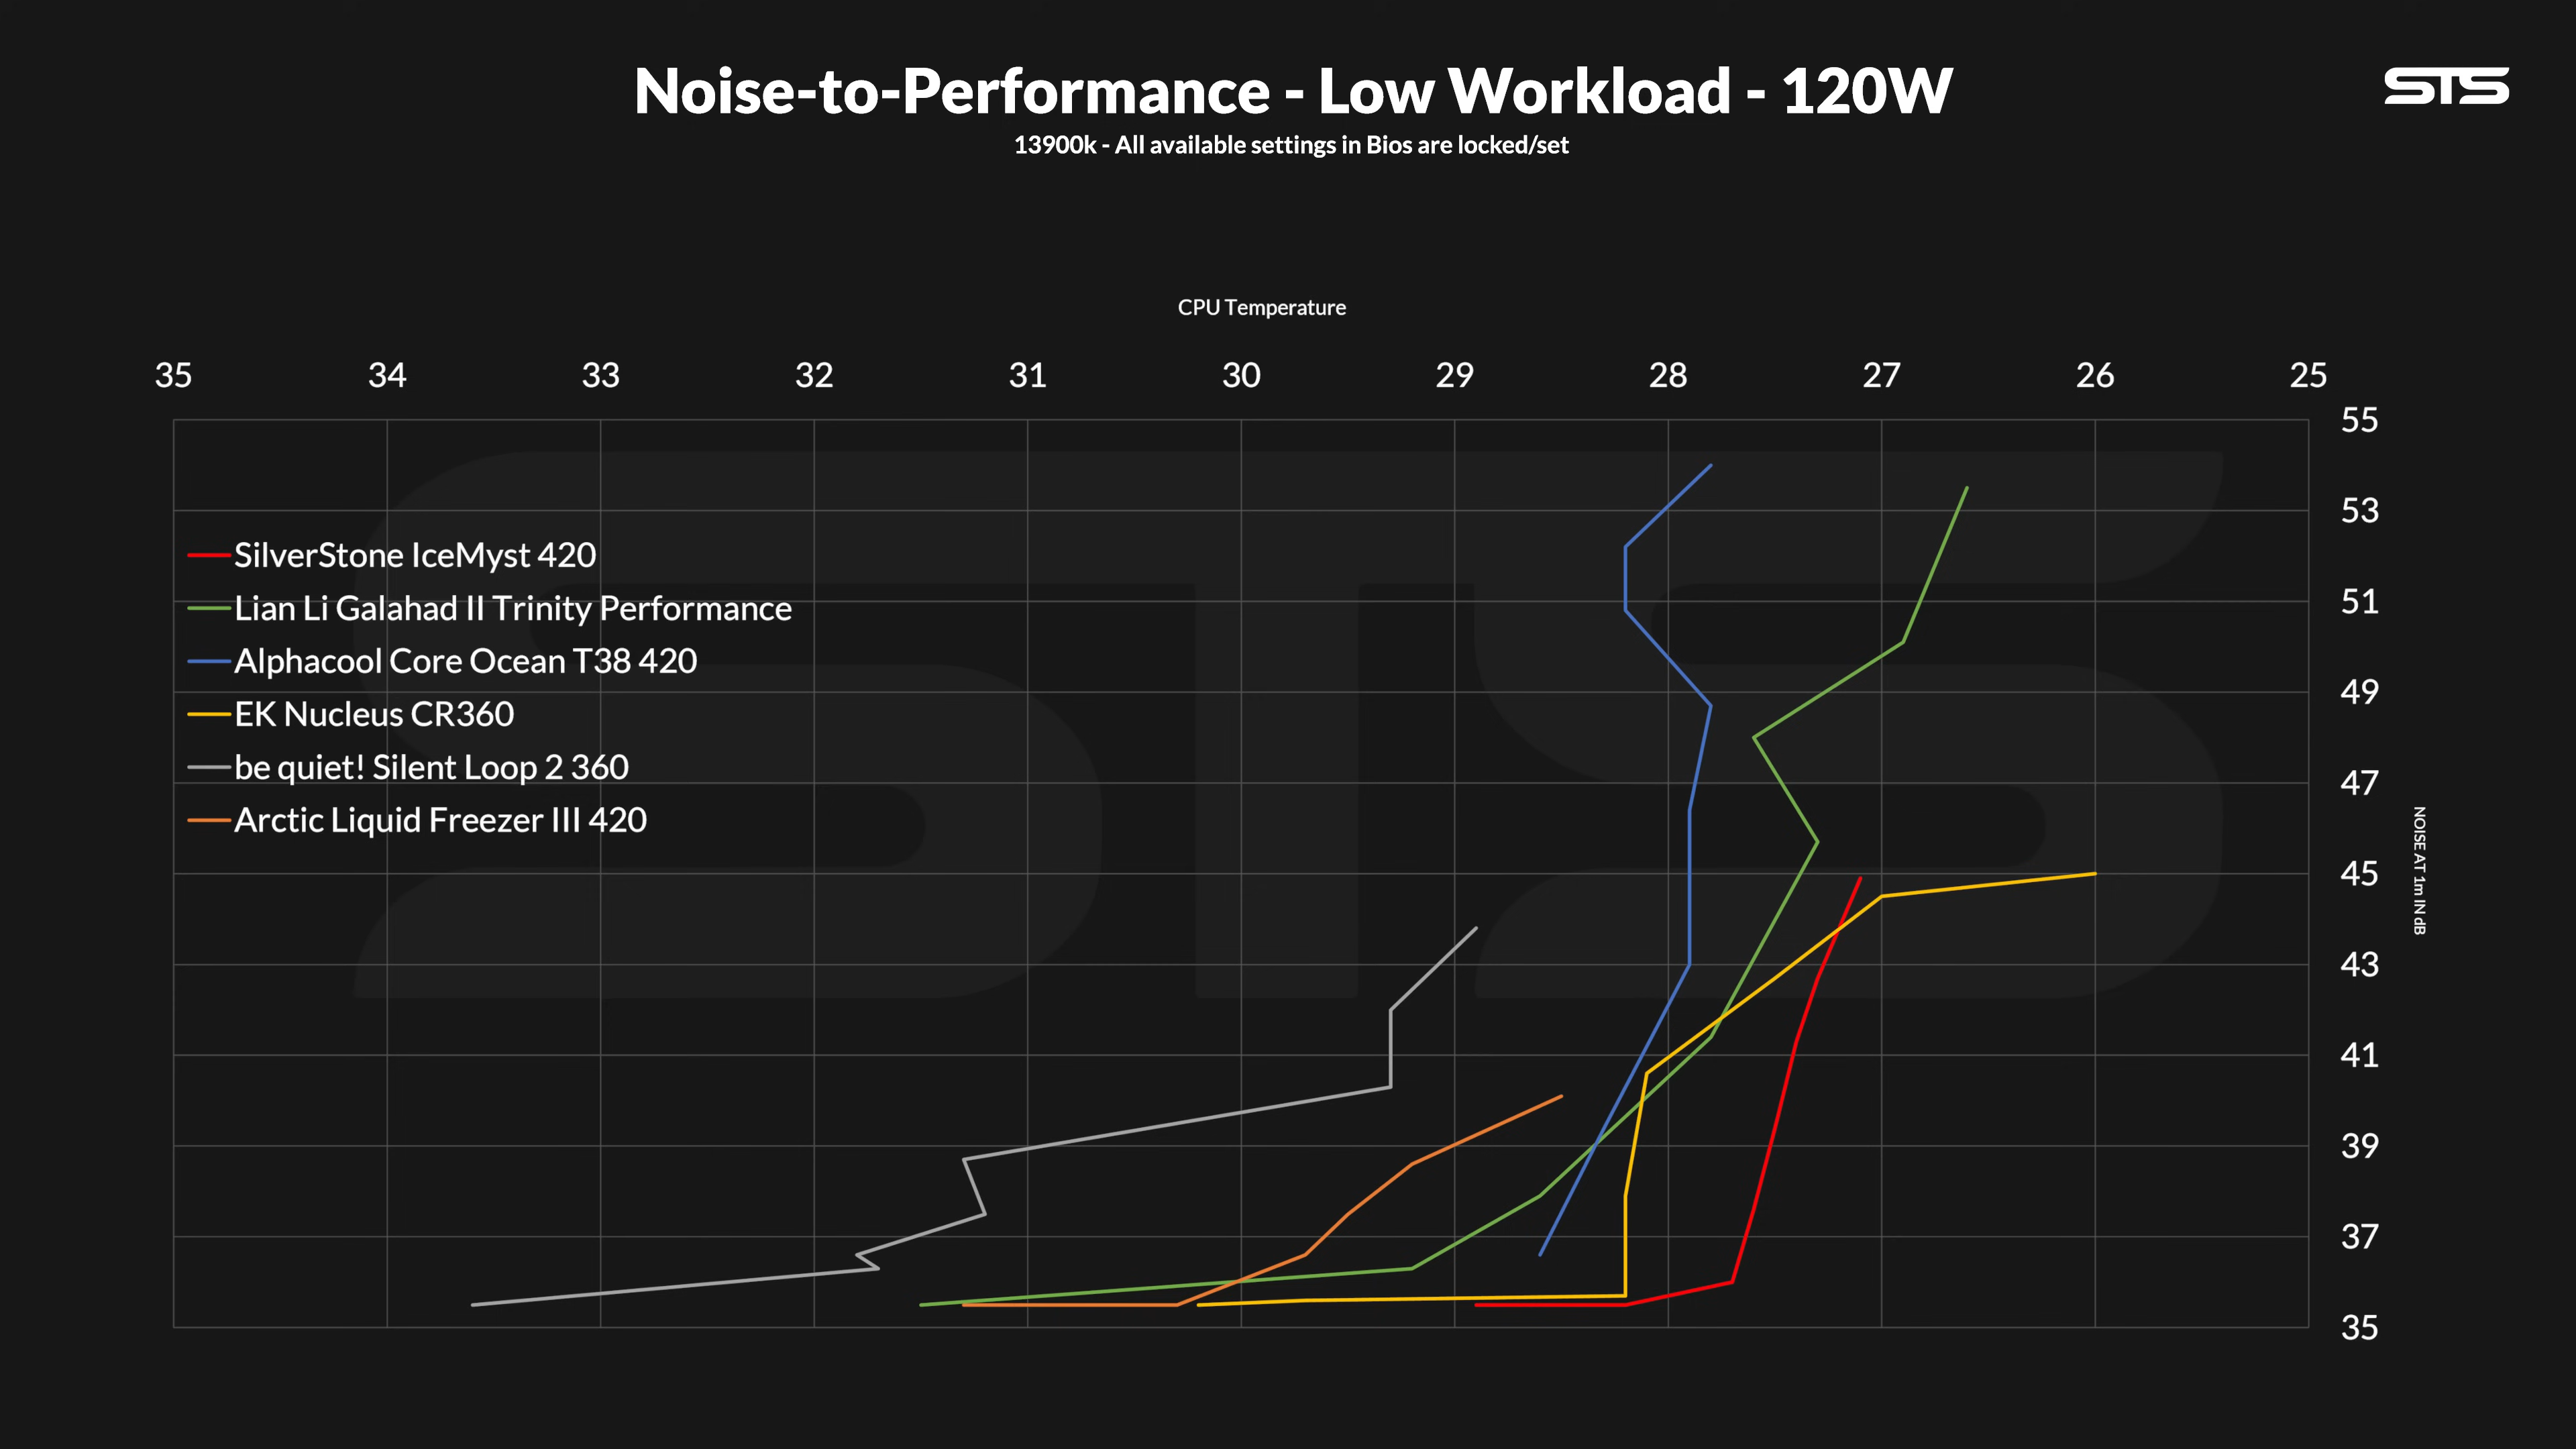 Noise-to-Performance - Low Workload - 120W
STS
13900k - All available settings in Bios are locked/set
CPU Temperature
35 34 33 32 31 30 29 28 27 26 25
55
53
SilverStone IceMyst 420
Lian Li Galahad II Trinity Performance
51
Alphacool Core Ocean T38 420
49
EK Nucleus CR360
be quiet! Silent Loop 2 360
47
Arctic Liquid Freezer III 420
NOISE AT 1m IN dB
45
43
41
39
37
35
STS